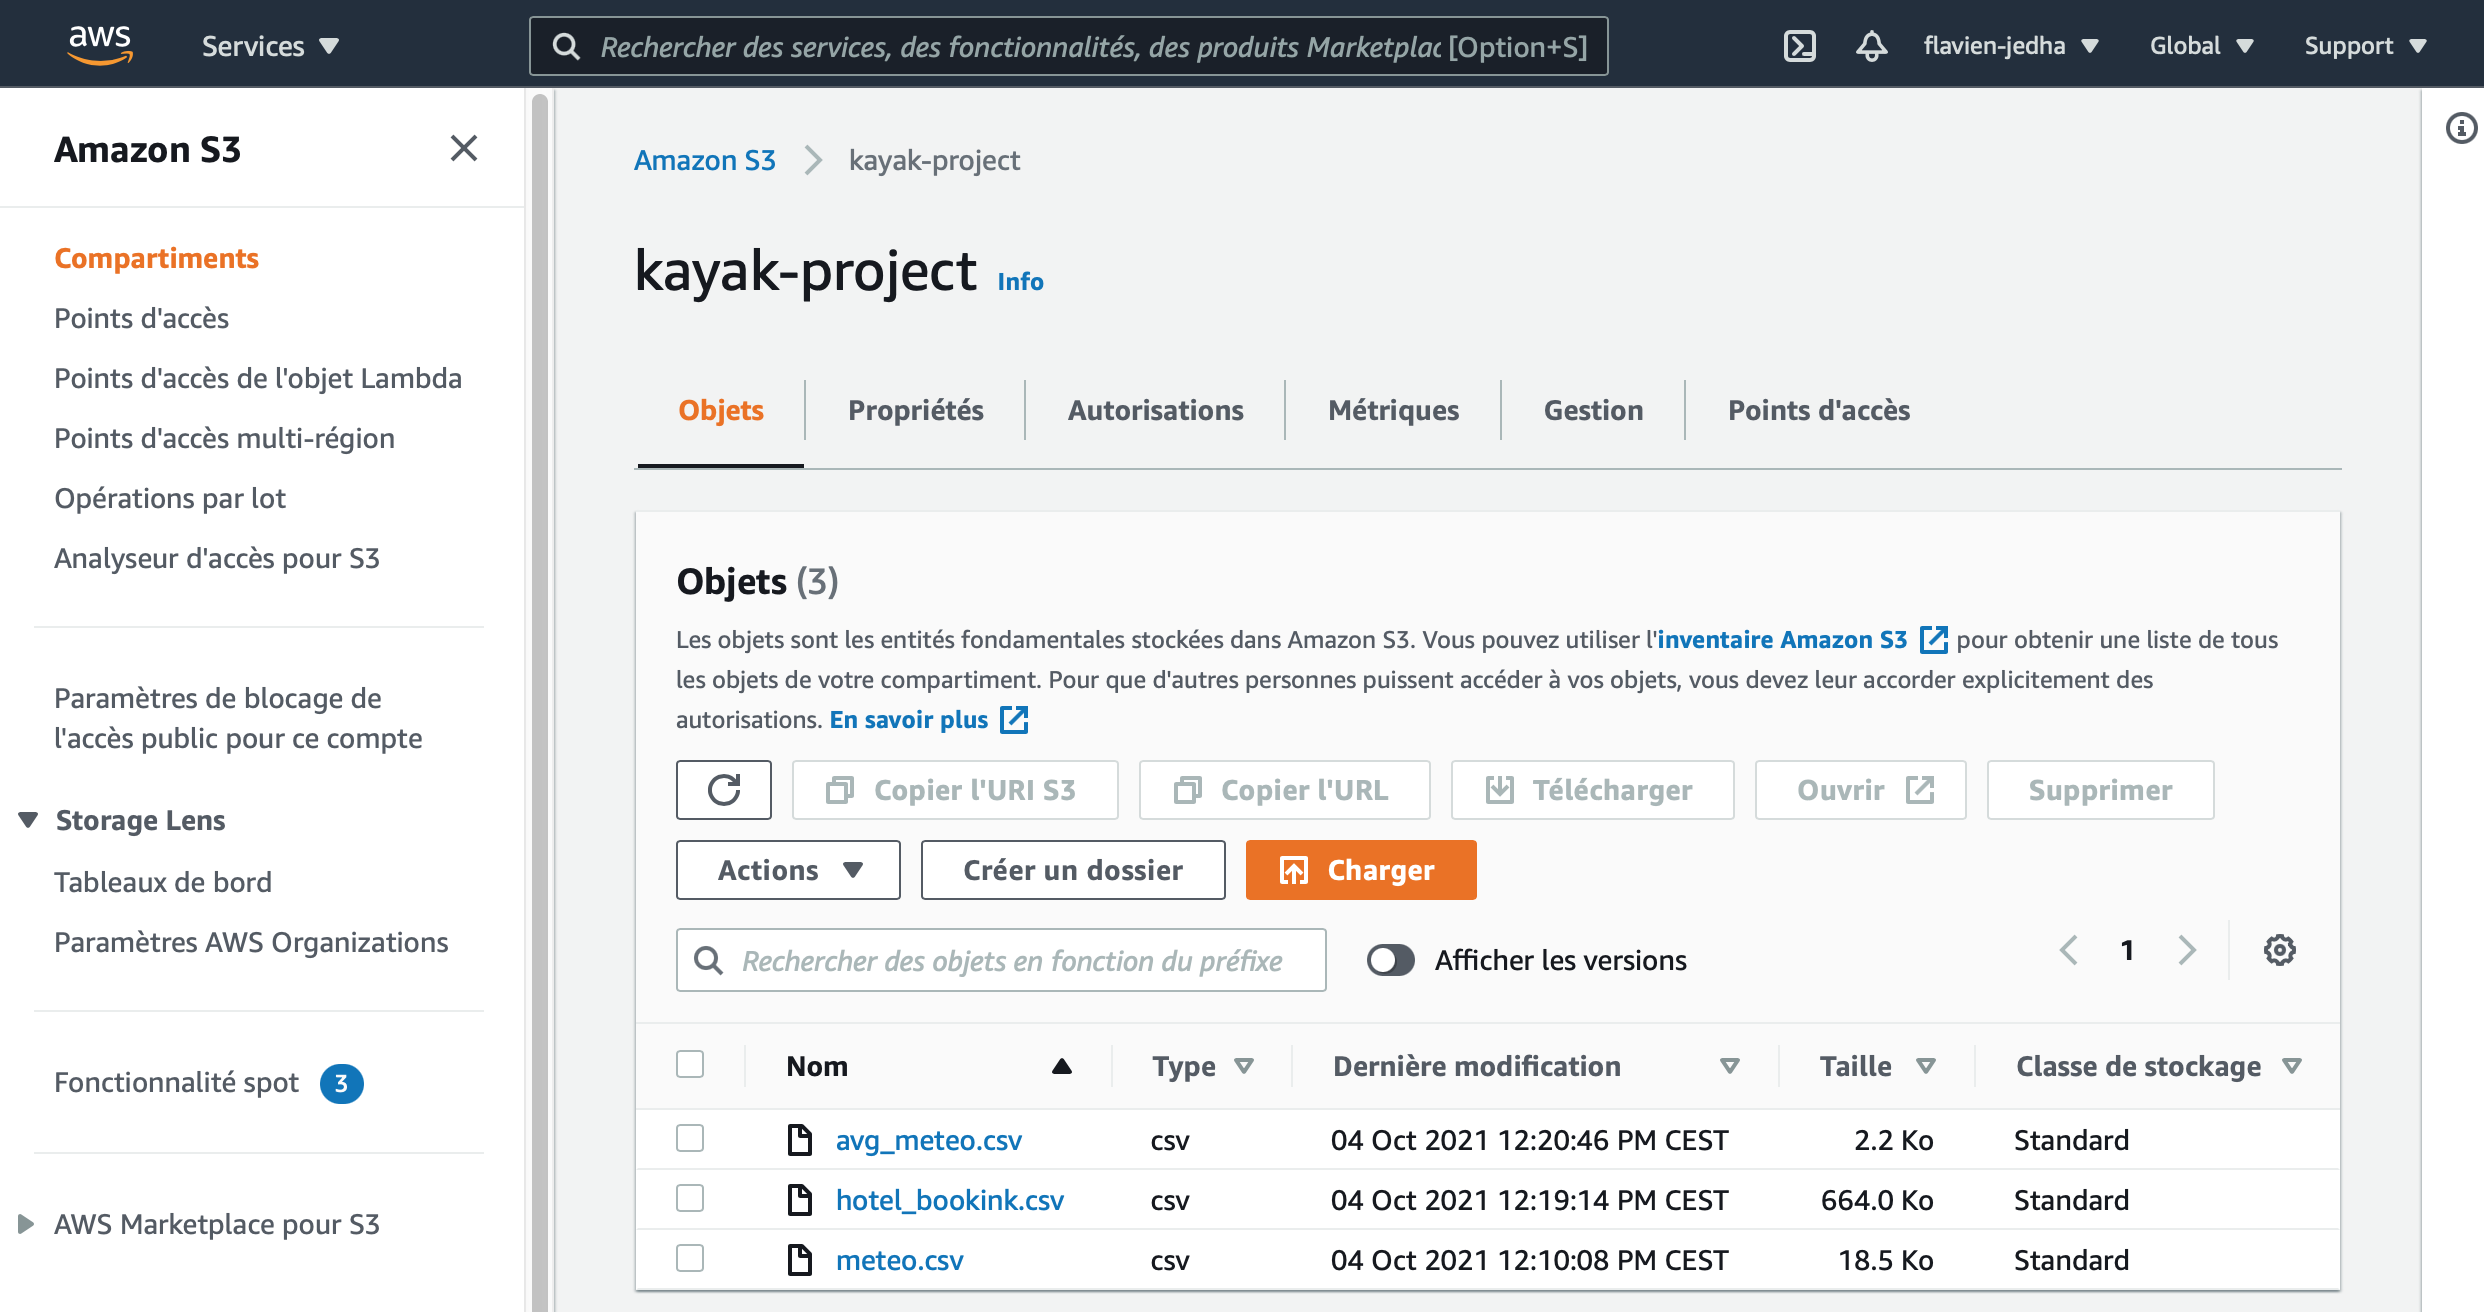 aws
Services
Rechercher des services, des fonctionnalités, des produits Marketplac [Option+S]
flavien-jedha
Global
Support
Amazon S3
Compartiments
Points d'accès
Points d'accès de l'objet Lambda
Points d'accès multi-région
Opérations par lot
Analyseur d'accès pour S3
Paramètres de blocage de
l'accès public pour ce compte
Storage Lens
Tableaux de bord
Paramètres AWS Organizations
Fonctionnalité spot 3
AWS Marketplace pour S3
Amazon S3 kayak-project
kayak-project Info
Objets Propriétés Autorisations Métriques Gestion Points d'accès
Objets (3)
Les objets sont les entités fondamentales stockées dans Amazon S3. Vous pouvez utiliser l'inventaire Amazon S3 pour obtenir une liste de tous
les objets de votre compartiment. Pour que d'autres personnes puissent accéder à vos objets, vous devez leur accorder explicitement des
autorisations. En savoir plus
Copier l'URI S3 Copier l'URL Télécharger Ouvrir Supprimer
Actions Créer un dossier Charger
Rechercher des objets en fonction du préfixe Afficher les versions 1
Nom Type Dernière modification Taille Classe de stockage
avg_meteo.csv csv 04 Oct 2021 12:20:46 PM CEST 2.2 Ko Standard
hotel_bookink.csv csv 04 Oct 2021 12:19:14 PM CEST 664.0 Ko Standard
meteo.csv csv 04 Oct 2021 12:10:08 PM CEST 18.5 Ko Standard